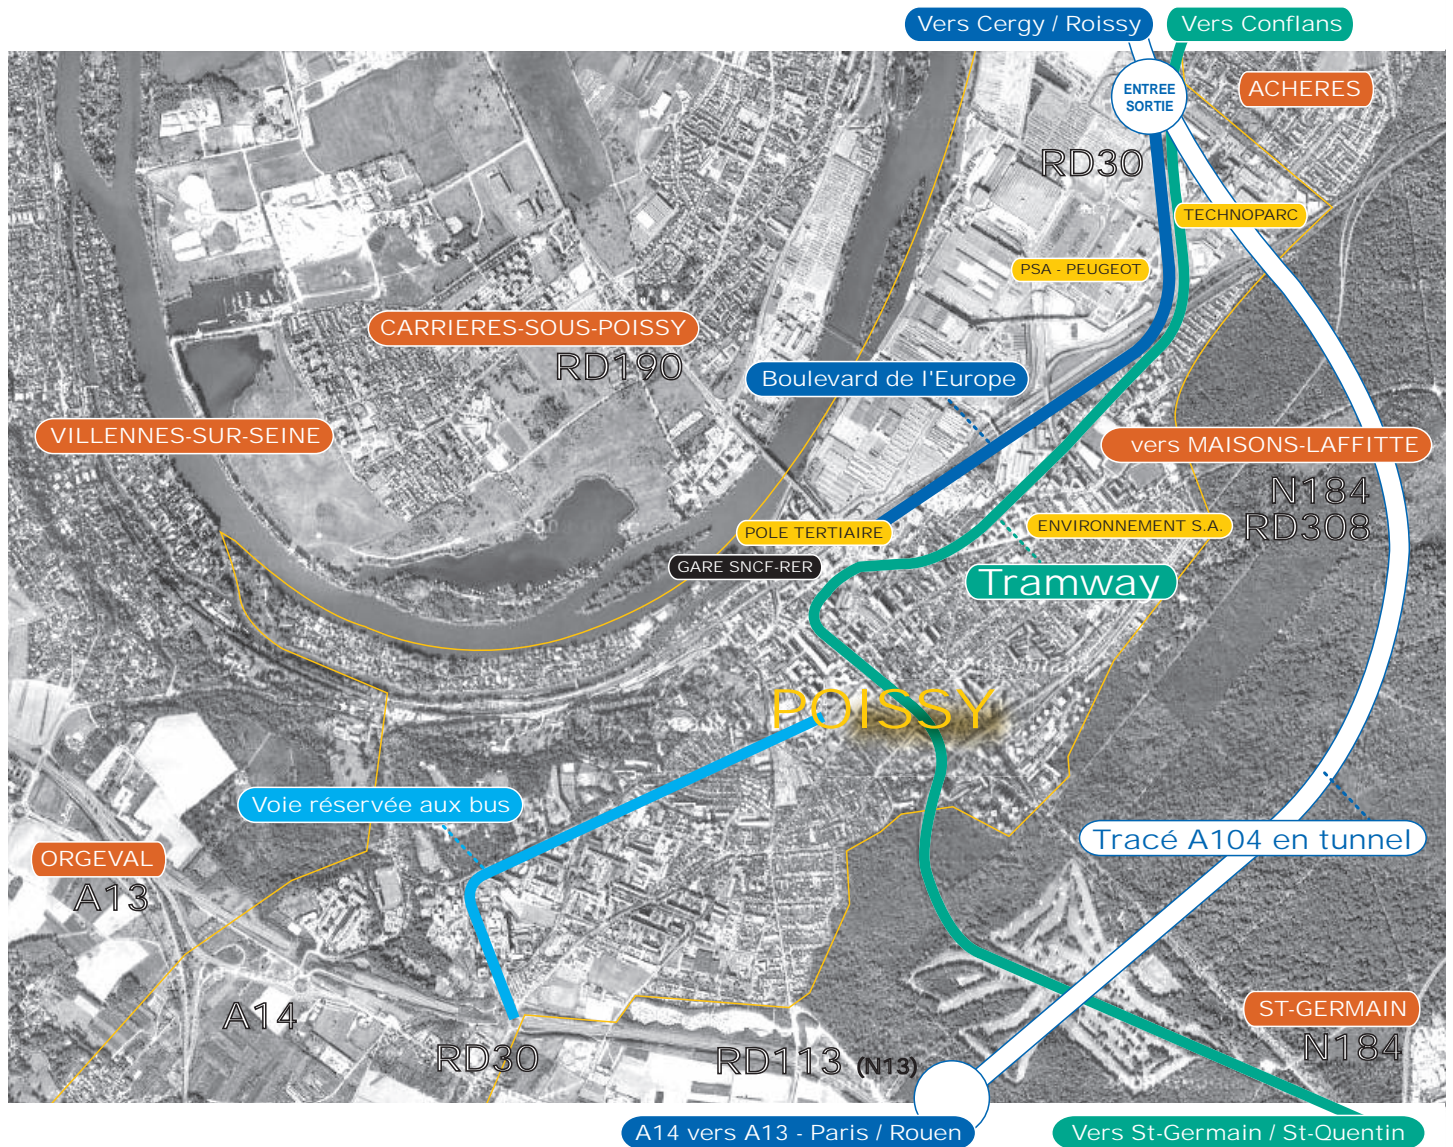 Vers Cergy / Roissy
Vers Conflans
ENTREE
SORTIE
ACHERES
RD30
TECHNOPARC
PSA - PEUGEOT
CARRIERES-SOUS-POISSY
RD190
Boulevard de l'Europe
VILLENNES-SUR-SEINE
vers MAISONS-LAFFITTE
N184
RD308
POLE TERTIAIRE
ENVIRONNEMENT S.A.
GARE SNCF-RER
Tramway
POISSY
Voie réservée aux bus
Tracé A104 en tunnel
ORGEVAL
A13
A14
ST-GERMAIN
N184
RD30
RD113 (N13)
A14 vers A13 - Paris / Rouen
Vers St-Germain / St-Quentin